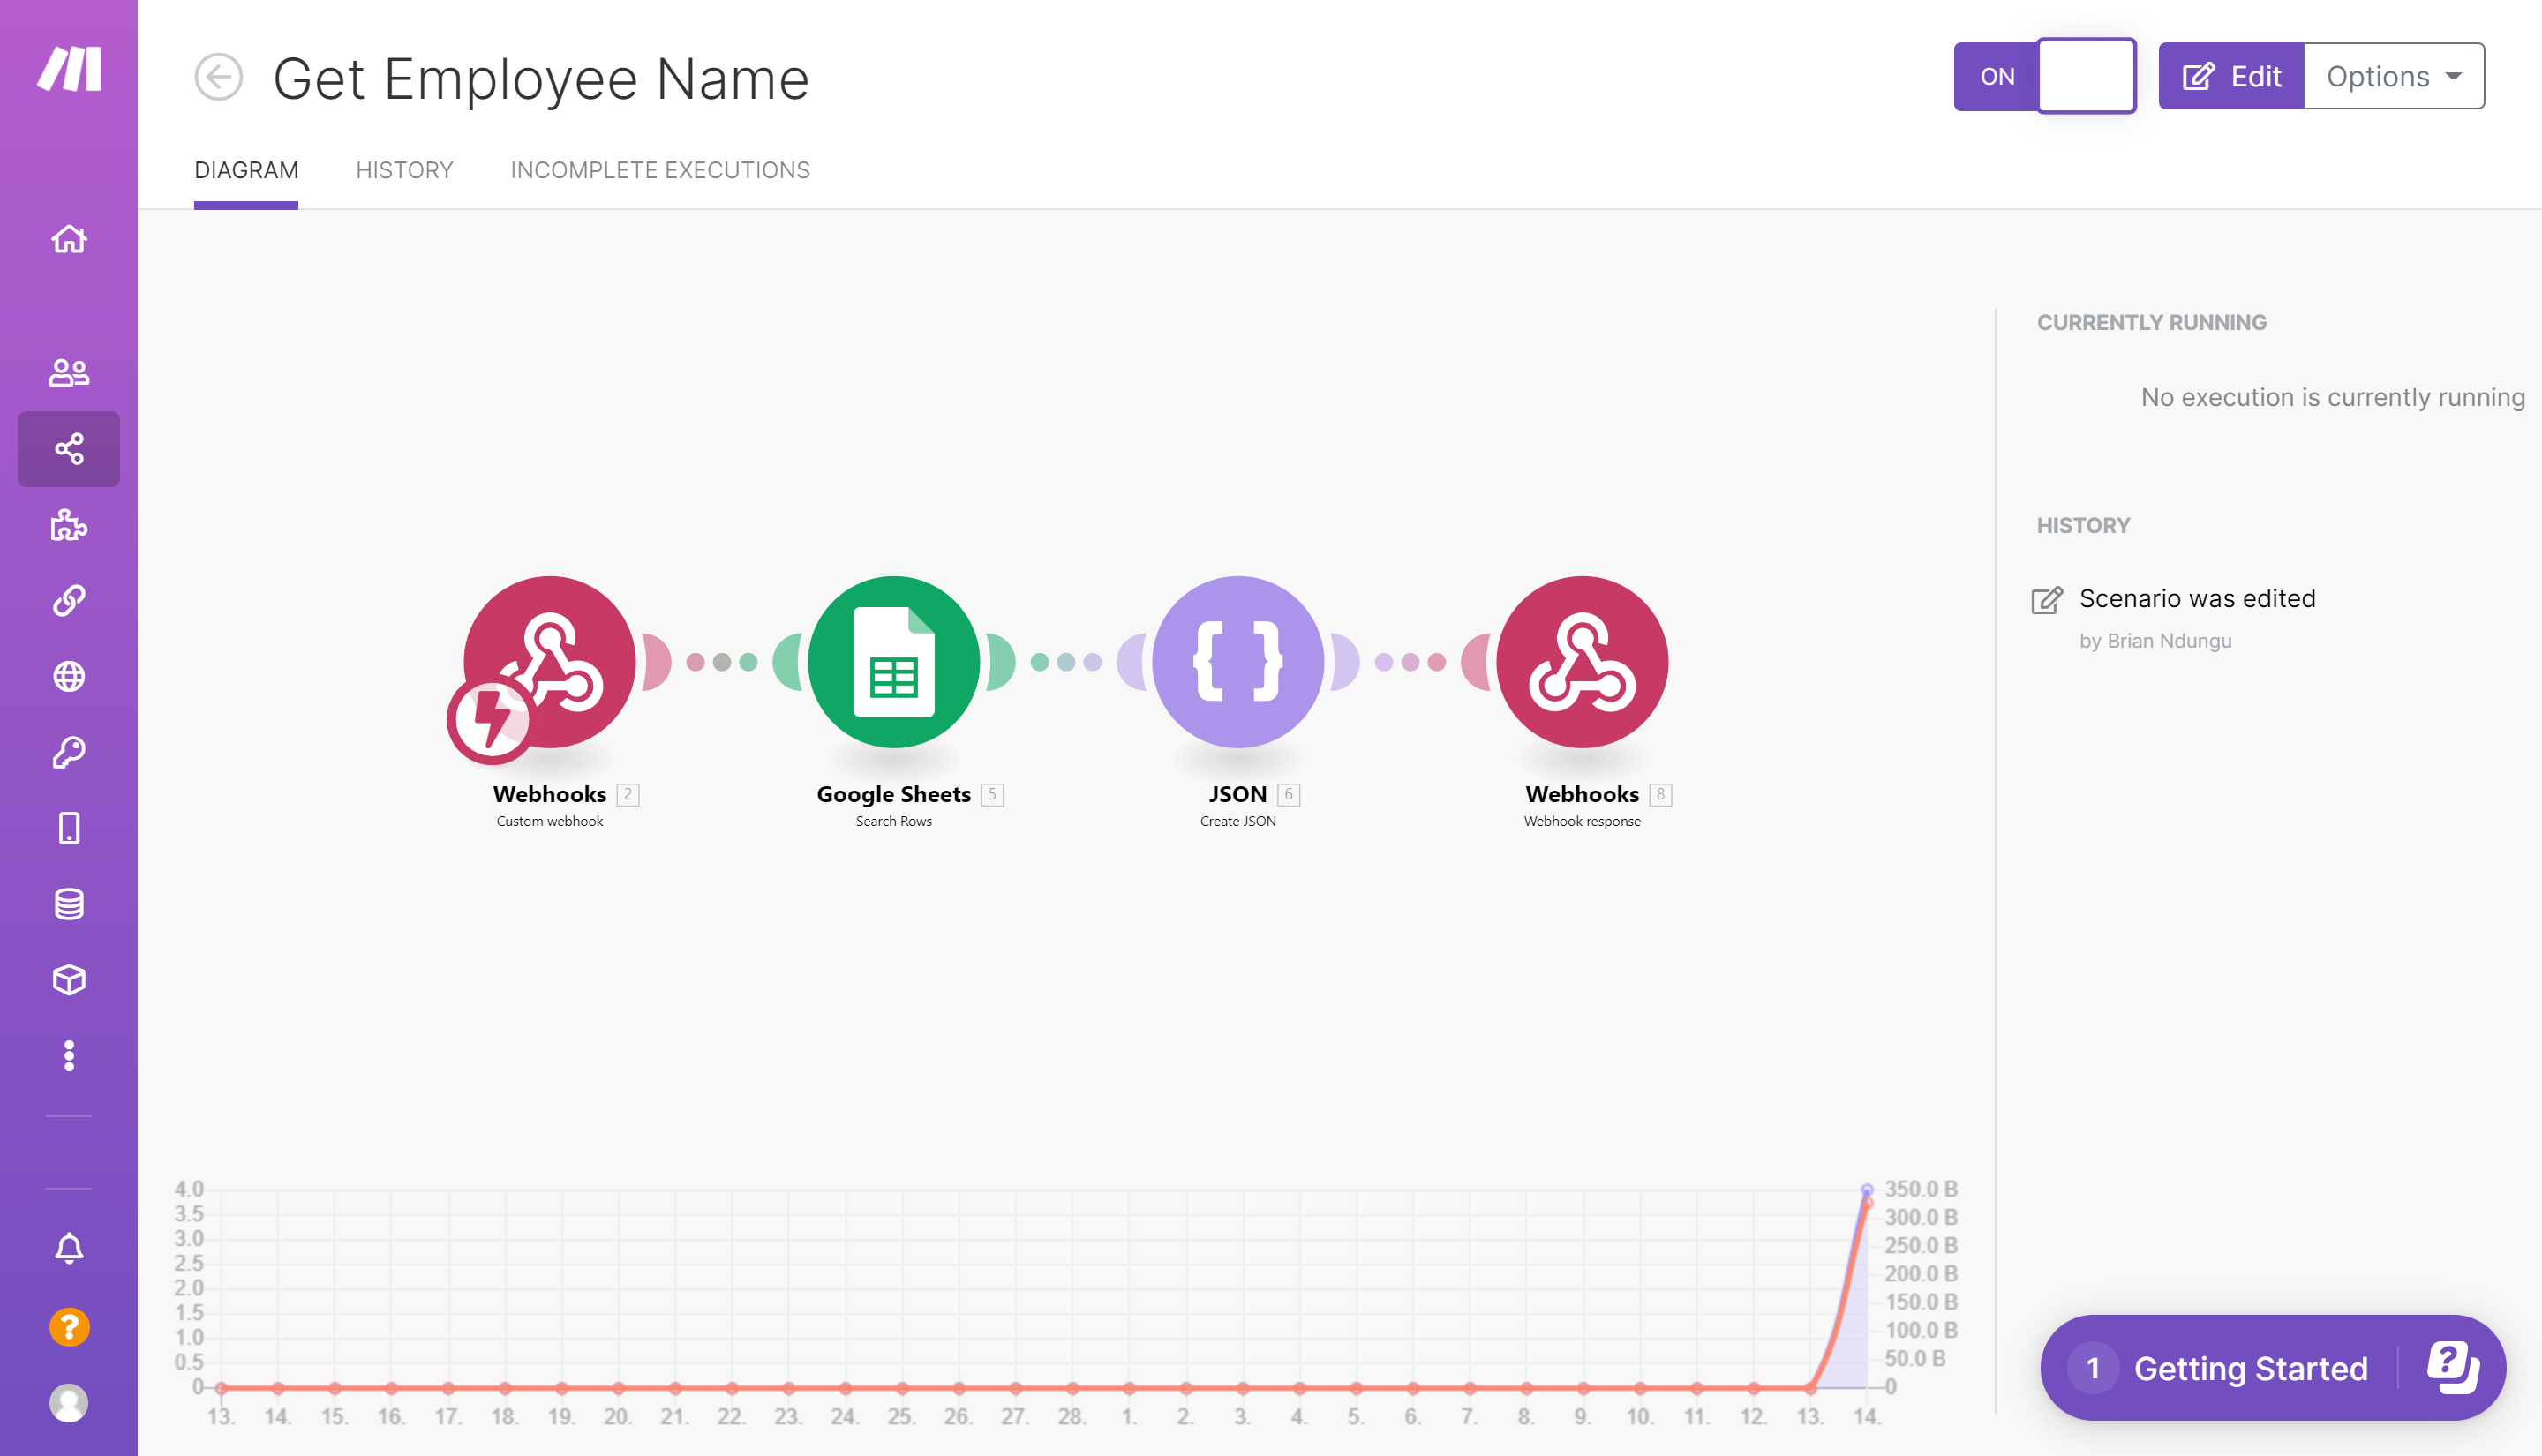 Get Employee Name
ON
Edit
Options
DIAGRAM
HISTORY
INCOMPLETE EXECUTIONS
CURRENTLY RUNNING
No execution is currently running
HISTORY
Scenario was edited
by Brian Ndungu
Webhooks 2
Custom webhook
Google Sheets 5
Search Rows
JSON 6
Create JSON
Webhooks 8
Webhook response
4.0
3.5
3.0
2.5
2.0
1.5
1.0
0.5
0
350.0 B
300.0 B
250.0 B
200.0 B
150.0 B
100.0 B
50.0 B
0
13. 14. 15. 16. 17. 18. 19. 20. 21. 22. 23. 24. 25. 26. 27. 28. 1. 2. 3. 4. 5. 6. 7. 8. 9. 10. 11. 12. 13. 14.
?
1 Getting Started ?